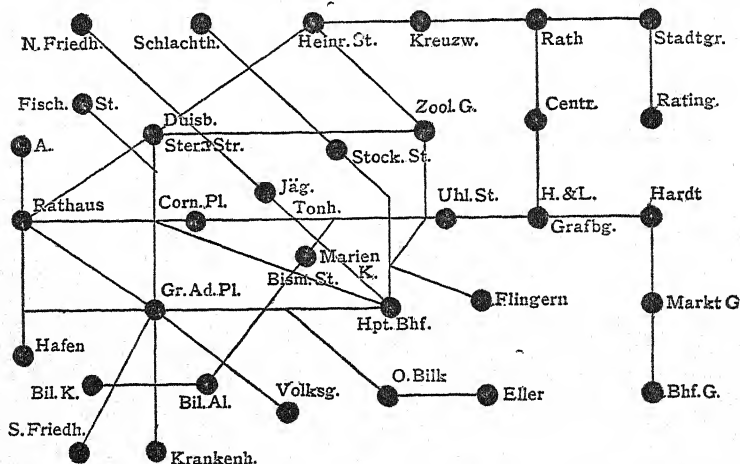 N. Friedh.
Schlachth.
Heinr. St.
Kreuzw.
Rath
Stadtgr.
Fisch. St.
Duisb.
Stern Str.
Zool. G.
Centr.
Rating.
A.
Stock. St.
Rathaus
Corn. Pl.
Jäg.
Tonh.
Uhl. St.
H. & L.
Grafbg.
Hardt
Marien
Bism. St.
K.
Gr. Ad. Pl.
Hpt. Bhf.
Flingern
Markt G
Hafen
Bil. K.
Bil. Al.
Volksg.
O. Bilk
Eller
Bhf. G.
S. Friedh.
Krankenh.